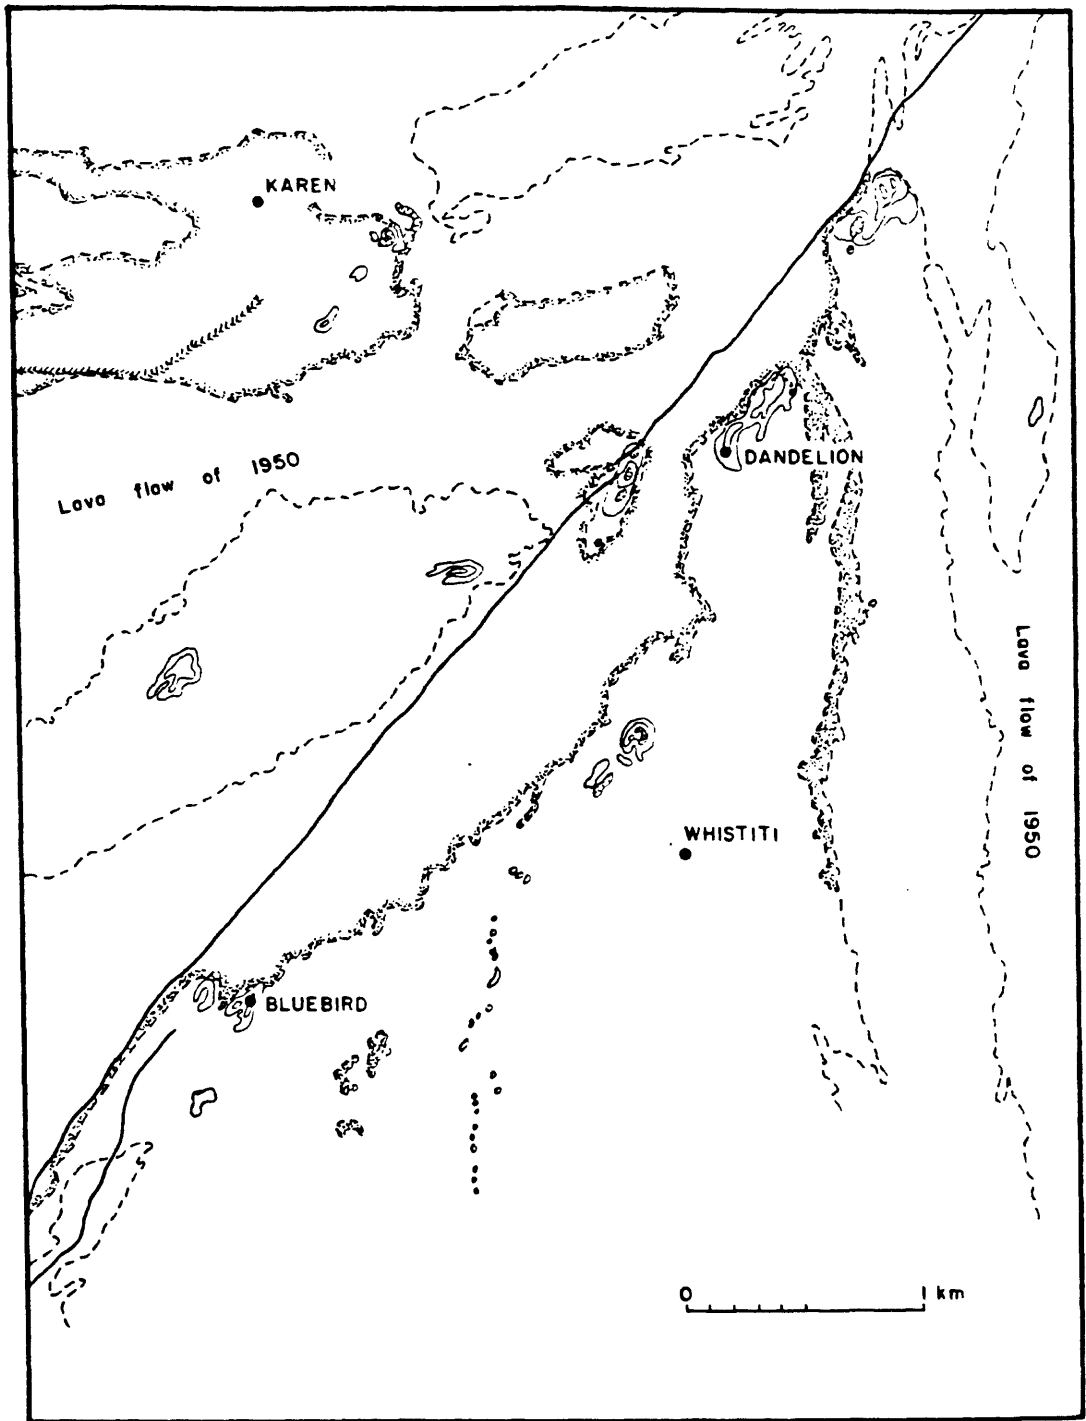 KAREN
DANDELION
Lava flow of 1950
Lava flow of 1950
WHISTITI
BLUEBIRD
0 1 km